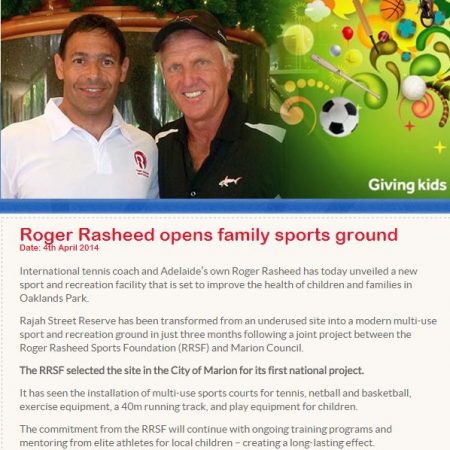 Giving kids
Roger Rasheed opens family sports ground
Date: 4th April 2014
International tennis coach and Adelaide's own Roger Rasheed has today unveiled a new
sport and recreation facility that is set to improve the health of children and families in
Oaklands Park.
Rajah Street Reserve has been transformed from an underused site into a modern multi-use
sport and recreation ground in just three months following a joint project between the
Roger Rasheed Sports Foundation (RRSF) and Marion Council.
The RRSF selected the site in the City of Marion for its first national project.
It has seen the installation of multi-use sports courts for tennis, netball and basketball,
exercise equipment, a 40m running track, and play equipment for children.
The commitment from the RRSF will continue with ongoing training programs and
mentoring from elite athletes for local children – creating a long-lasting effect.